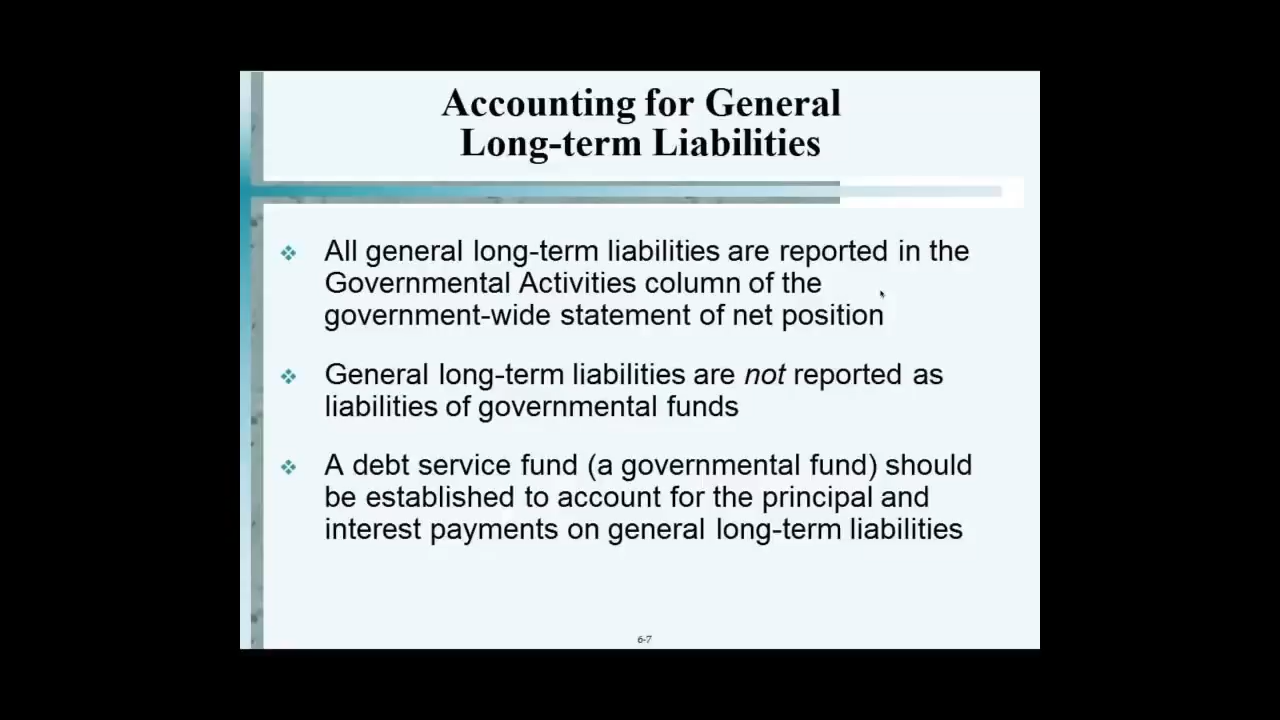 Accounting for General
Long-term Liabilities
All general long-term liabilities are reported in the
Governmental Activities column of the
government-wide statement of net position
General long-term liabilities are not reported as
liabilities of governmental funds
A debt service fund (a governmental fund) should
be established to account for the principal and
interest payments on general long-term liabilities
6-7